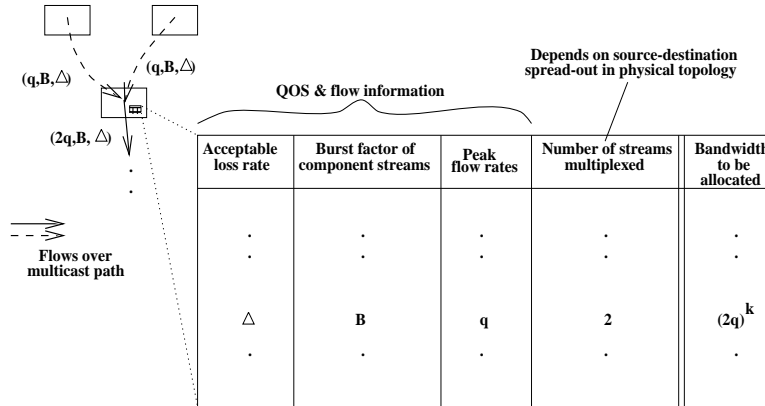 (q,B,△)
(q,B,△)
(2q,B, △)
Flows over
multicast path
Depends on source-destination
spread-out in physical topology
QOS & flow information
Acceptable
loss rate
Burst factor of
component streams
Peak
flow rates
Number of streams
multiplexed
Bandwidth
to be
allocated
△ B q 2 (2q)^k